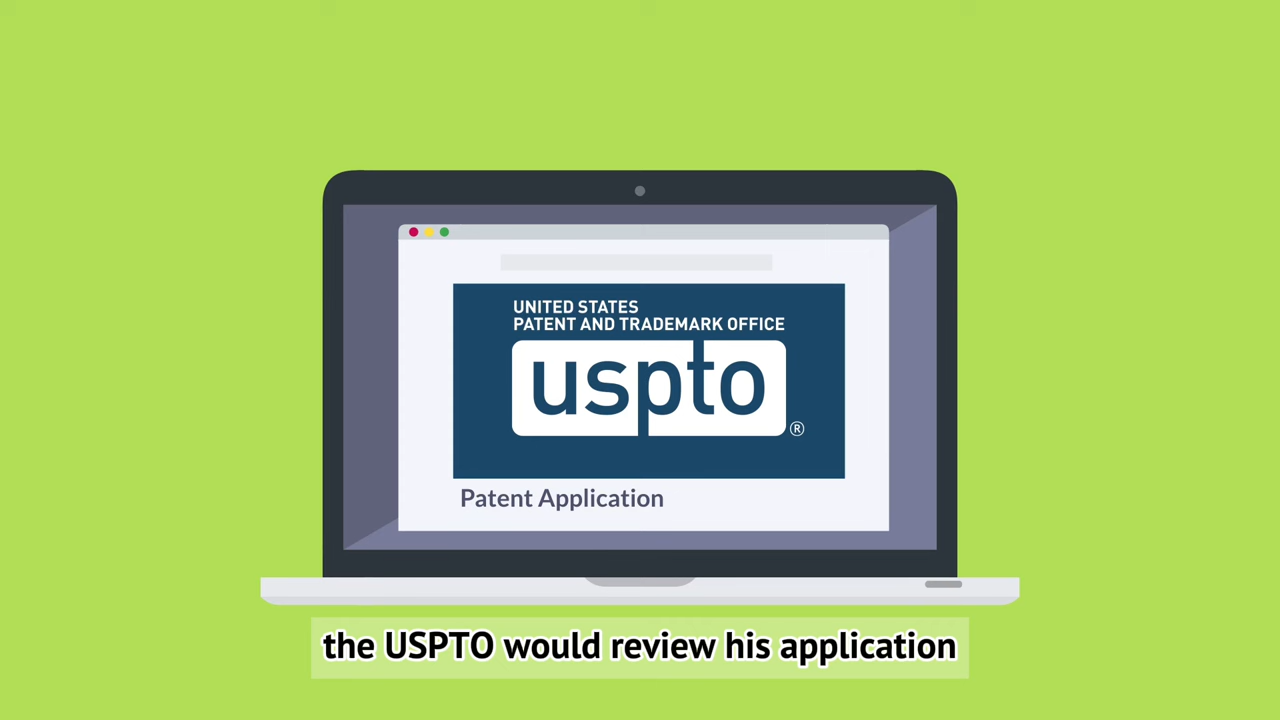 UNITED STATES
PATENT AND TRADEMARK OFFICE
uspto
®
Patent Application
the USPTO would review his application